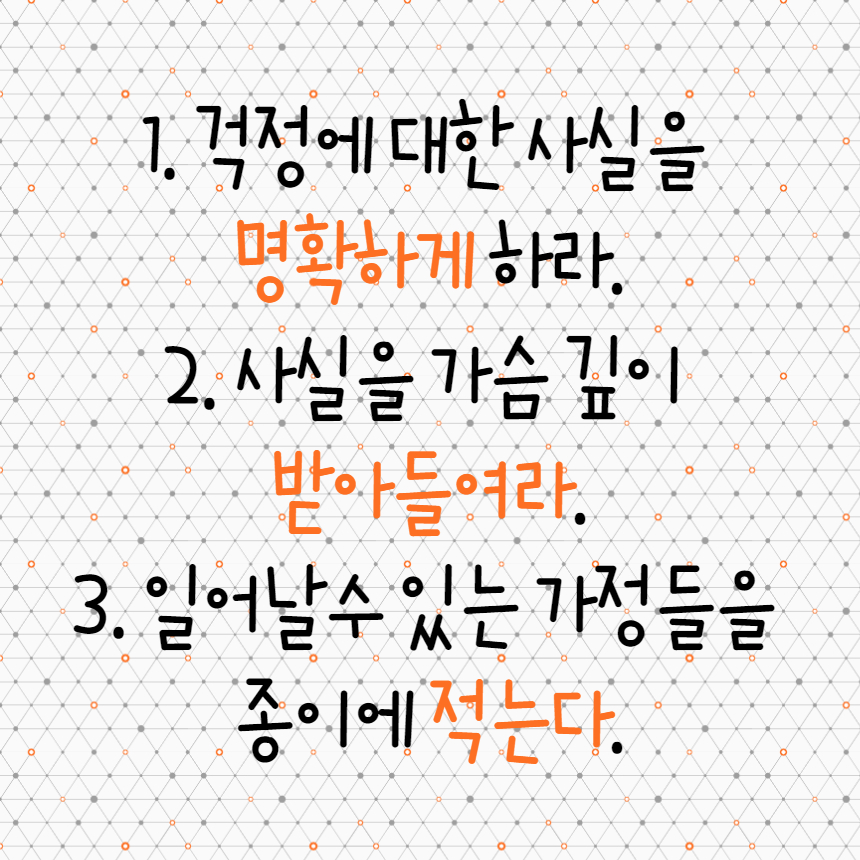 1. 걱정에 대한 사실을
명확하게 하라.
2. 사실을 가슴 깊이
받아들여라.
3. 일어날수 있는 가정들을
종이에 적는다.